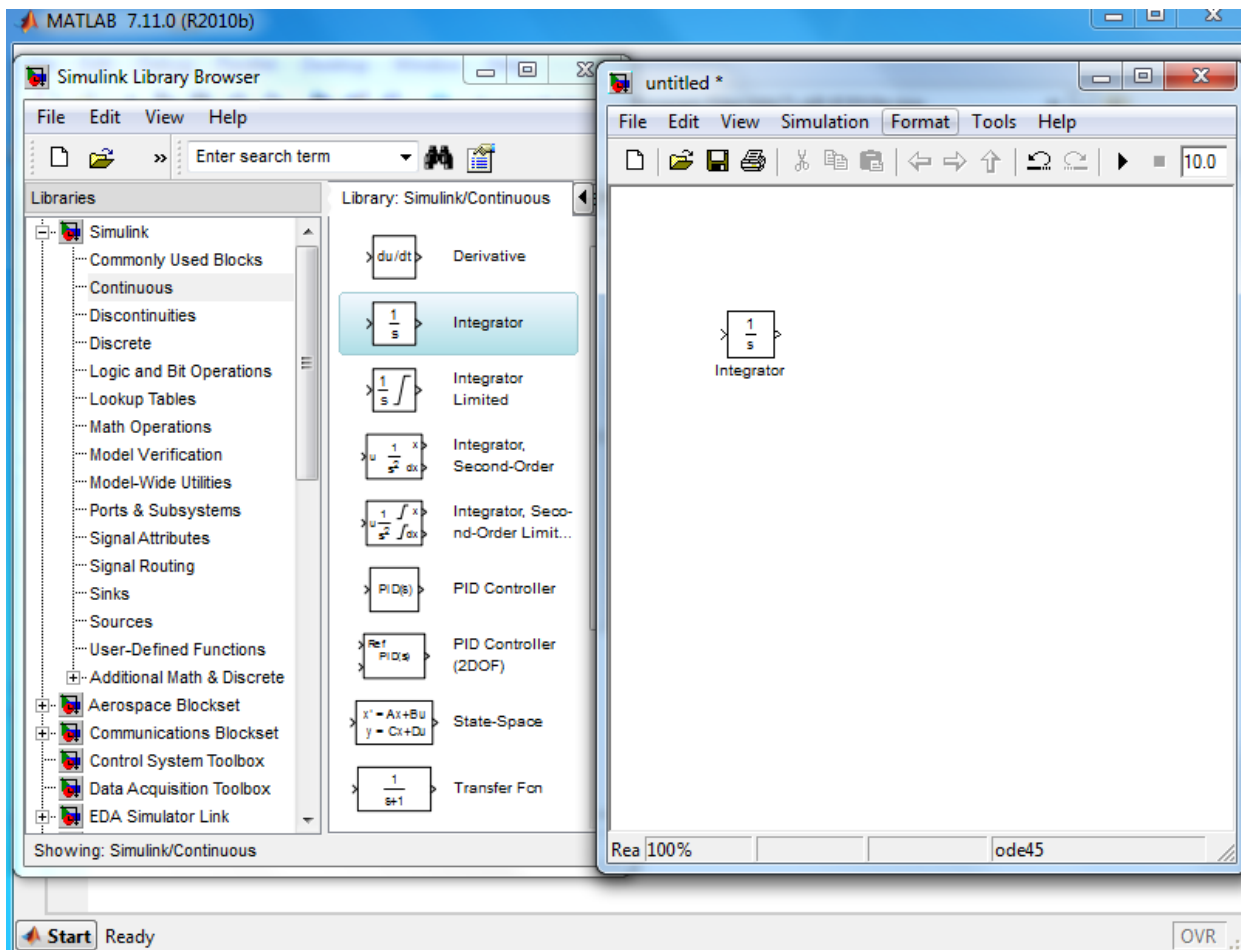 MATLAB 7.11.0 (R2010b)
Simulink Library Browser
File Edit View Help
» Enter search term
Libraries
Simulink
Commonly Used Blocks
Continuous
Discontinuities
Discrete
Logic and Bit Operations
Lookup Tables
Math Operations
Model Verification
Model-Wide Utilities
Ports & Subsystems
Signal Attributes
Signal Routing
Sinks
Sources
User-Defined Functions
Additional Math & Discrete
Aerospace Blockset
Communications Blockset
Control System Toolbox
Data Acquisition Toolbox
EDA Simulator Link
Library: Simulink/Continuous
du/dt Derivative
1
s
Integrator
1
s
∫
Integrator
Limited
u 1 x
s² dx
Integrator,
Second-Order
u 1 ∫ x
s² ∫dx
Integrator, Seco-
nd-Order Limit...
PID(s) PID Controller
Ref
PID(s)
PID Controller
(2DOF)
x' = Ax+Bu
y = Cx+Du
State-Space
1
s+1
Transfer Fcn
Showing: Simulink/Continuous
untitled *
File Edit View Simulation Format Tools Help
10.0
1
s
Integrator
Rea 100% ode45
Start Ready
OVR